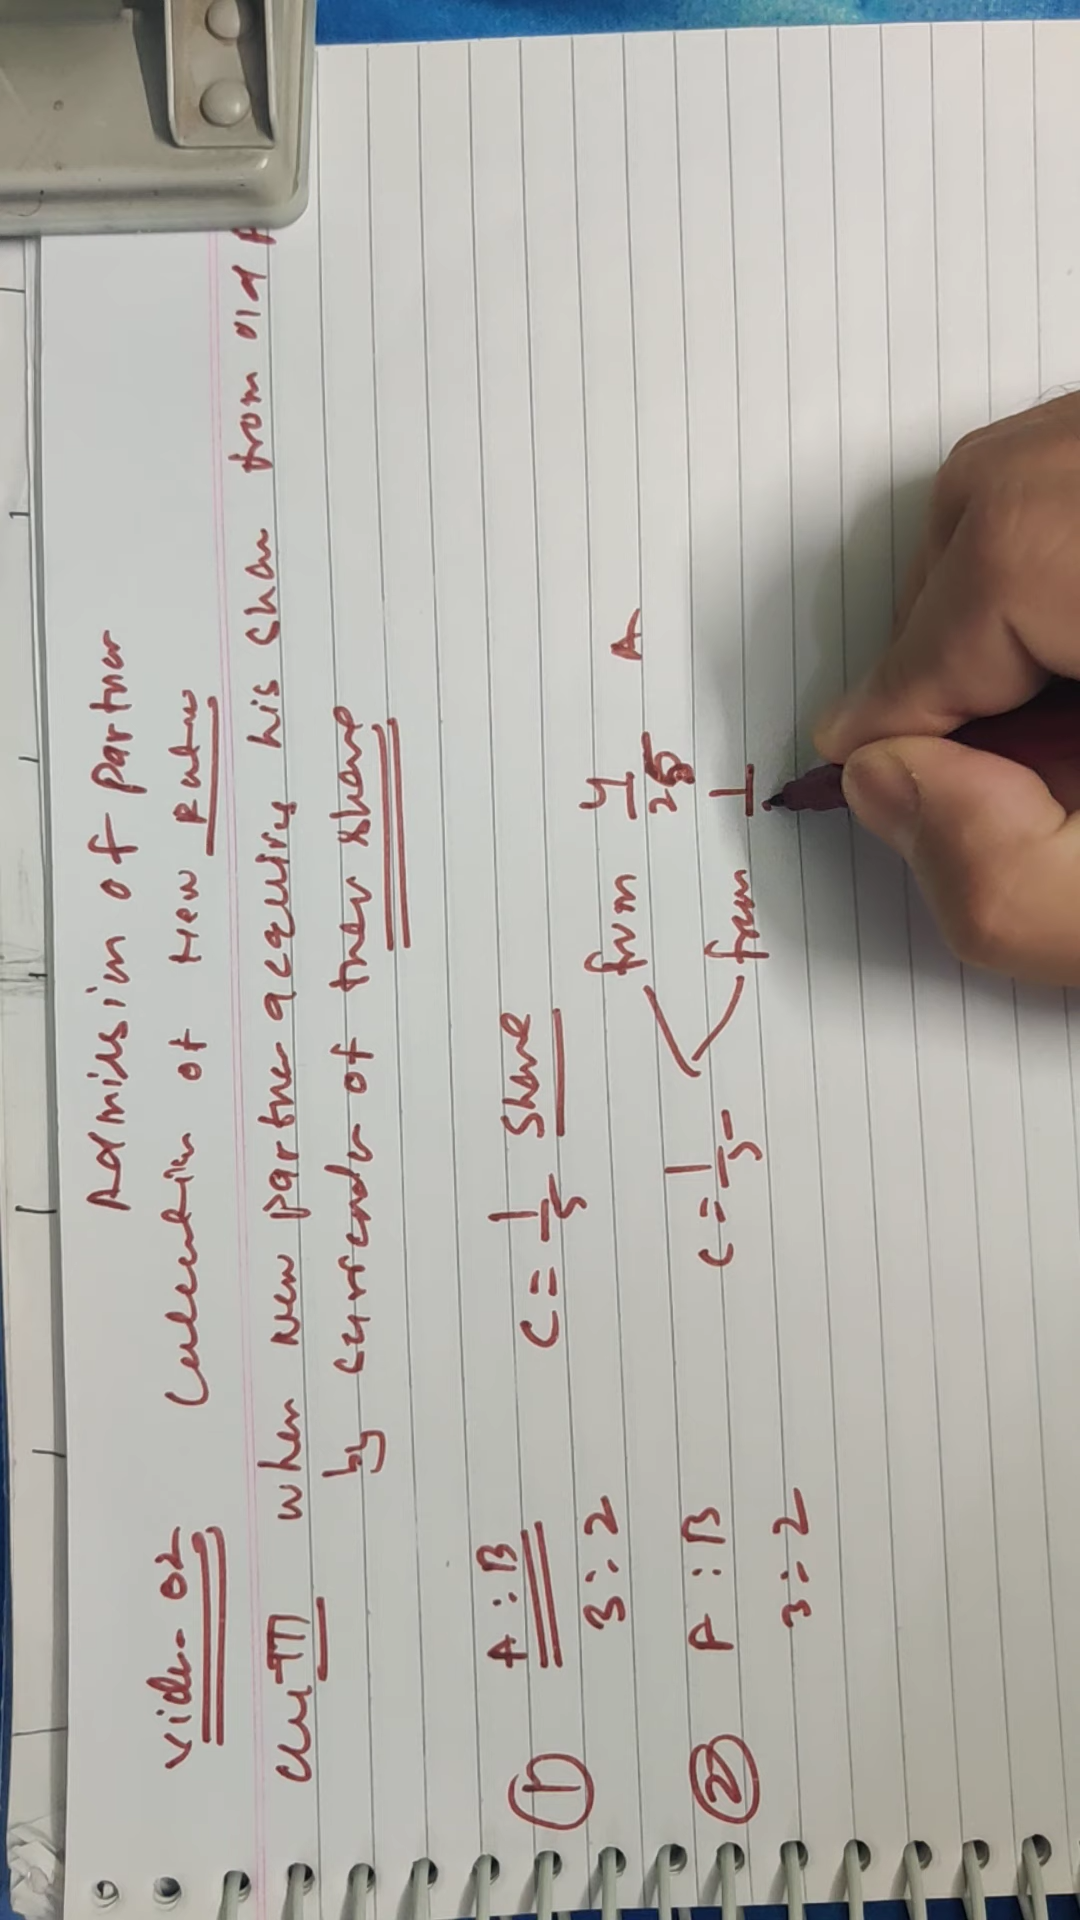 Admission of partner
Video-02 Calculation of New Ratio
Case III when New partner acquire his share from old P
by surrender of their share
① A : B C = 1/5 Share
3 : 2
from 4/25 A
② A : B C = 1/5
from 1
3 : 2